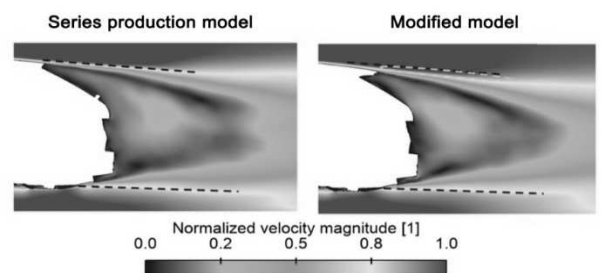 Series production model
Modified model
Normalized velocity magnitude [1]
0.0 0.2 0.5 0.8 1.0